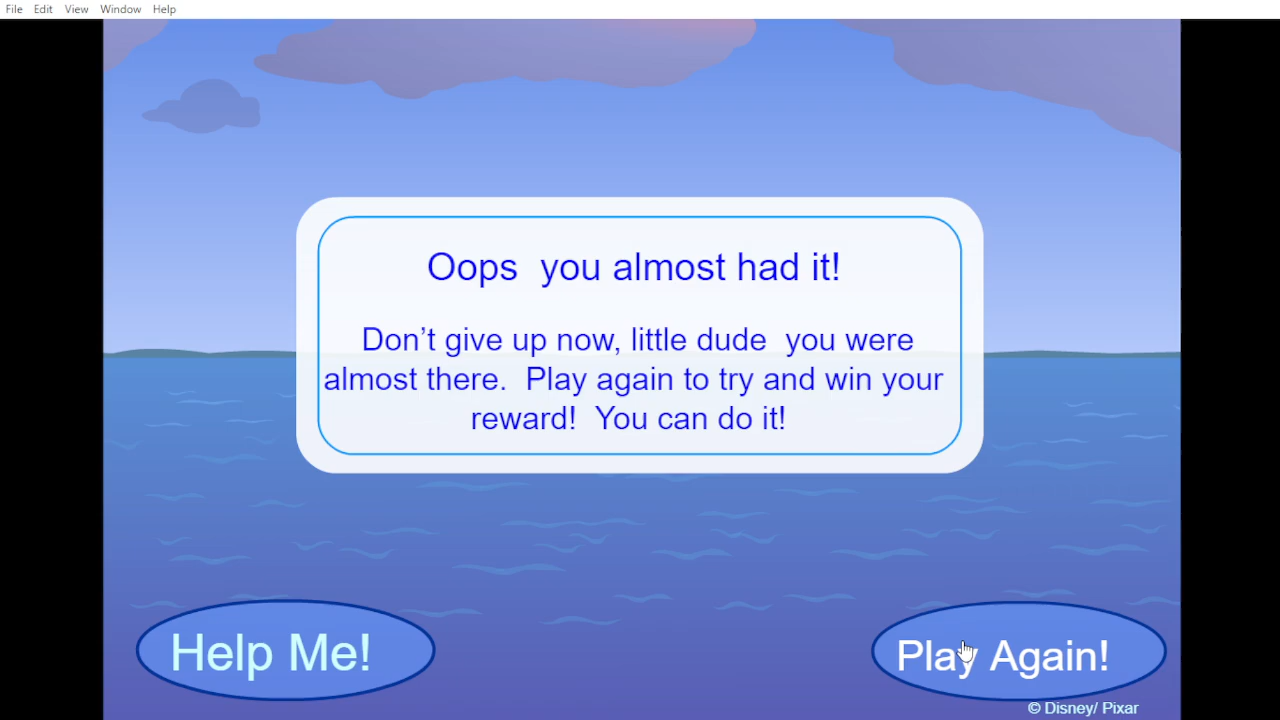 File Edit View Window Help
Oops  you almost had it!
Don’t give up now, little dude  you were
almost there.  Play again to try and win your
reward!  You can do it!
Help Me!
Play Again!
© Disney/ Pixar